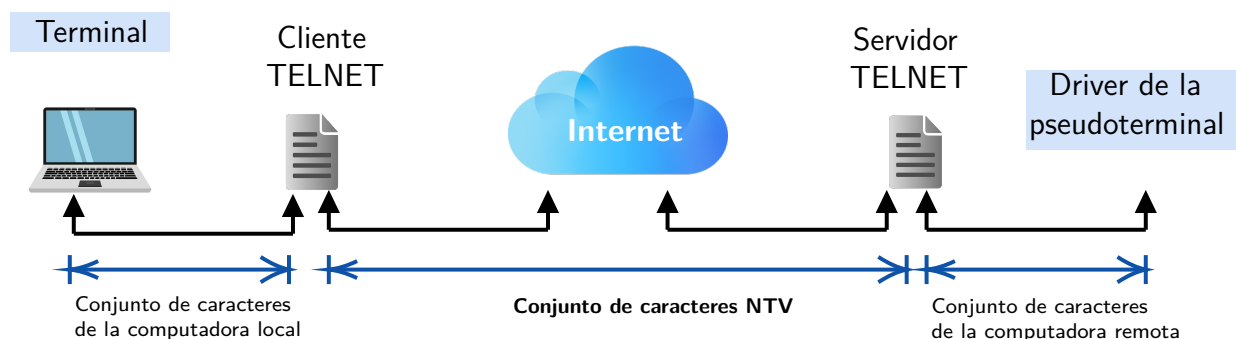 Terminal
Cliente
TELNET
Internet
Servidor
TELNET
Driver de la
pseudoterminal
Conjunto de caracteres
de la computadora local
Conjunto de caracteres NTV
Conjunto de caracteres
de la computadora remota